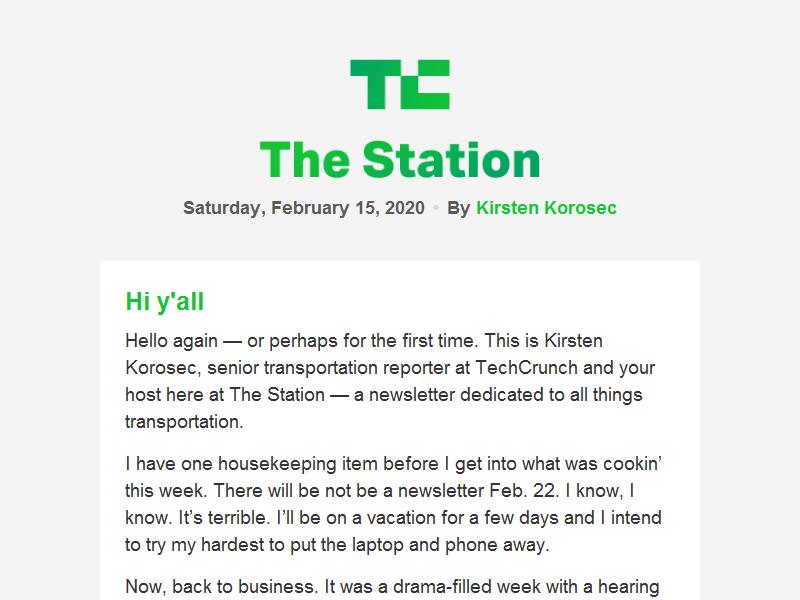 TC
The Station
Saturday, February 15, 2020 • By Kirsten Korosec
Hi y'all
Hello again — or perhaps for the first time. This is Kirsten
Korosec, senior transportation reporter at TechCrunch and your
host here at The Station — a newsletter dedicated to all things
transportation.
I have one housekeeping item before I get into what was cookin’
this week. There will be not be a newsletter Feb. 22. I know, I
know. It’s terrible. I’ll be on a vacation for a few days and I intend
to try my hardest to put the laptop and phone away.
Now, back to business. It was a drama-filled week with a hearing